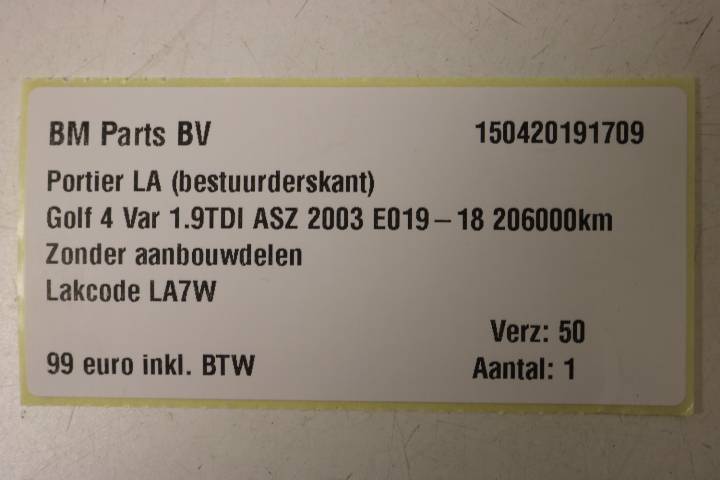 BM Parts BV 150420191709
Portier LA (bestuurderskant)
Golf 4 Var 1.9TDI ASZ 2003 E019-18 206000km
Zonder aanbouwdelen
Lakcode LA7W
Verz: 50
99 euro inkl. BTW Aantal: 1